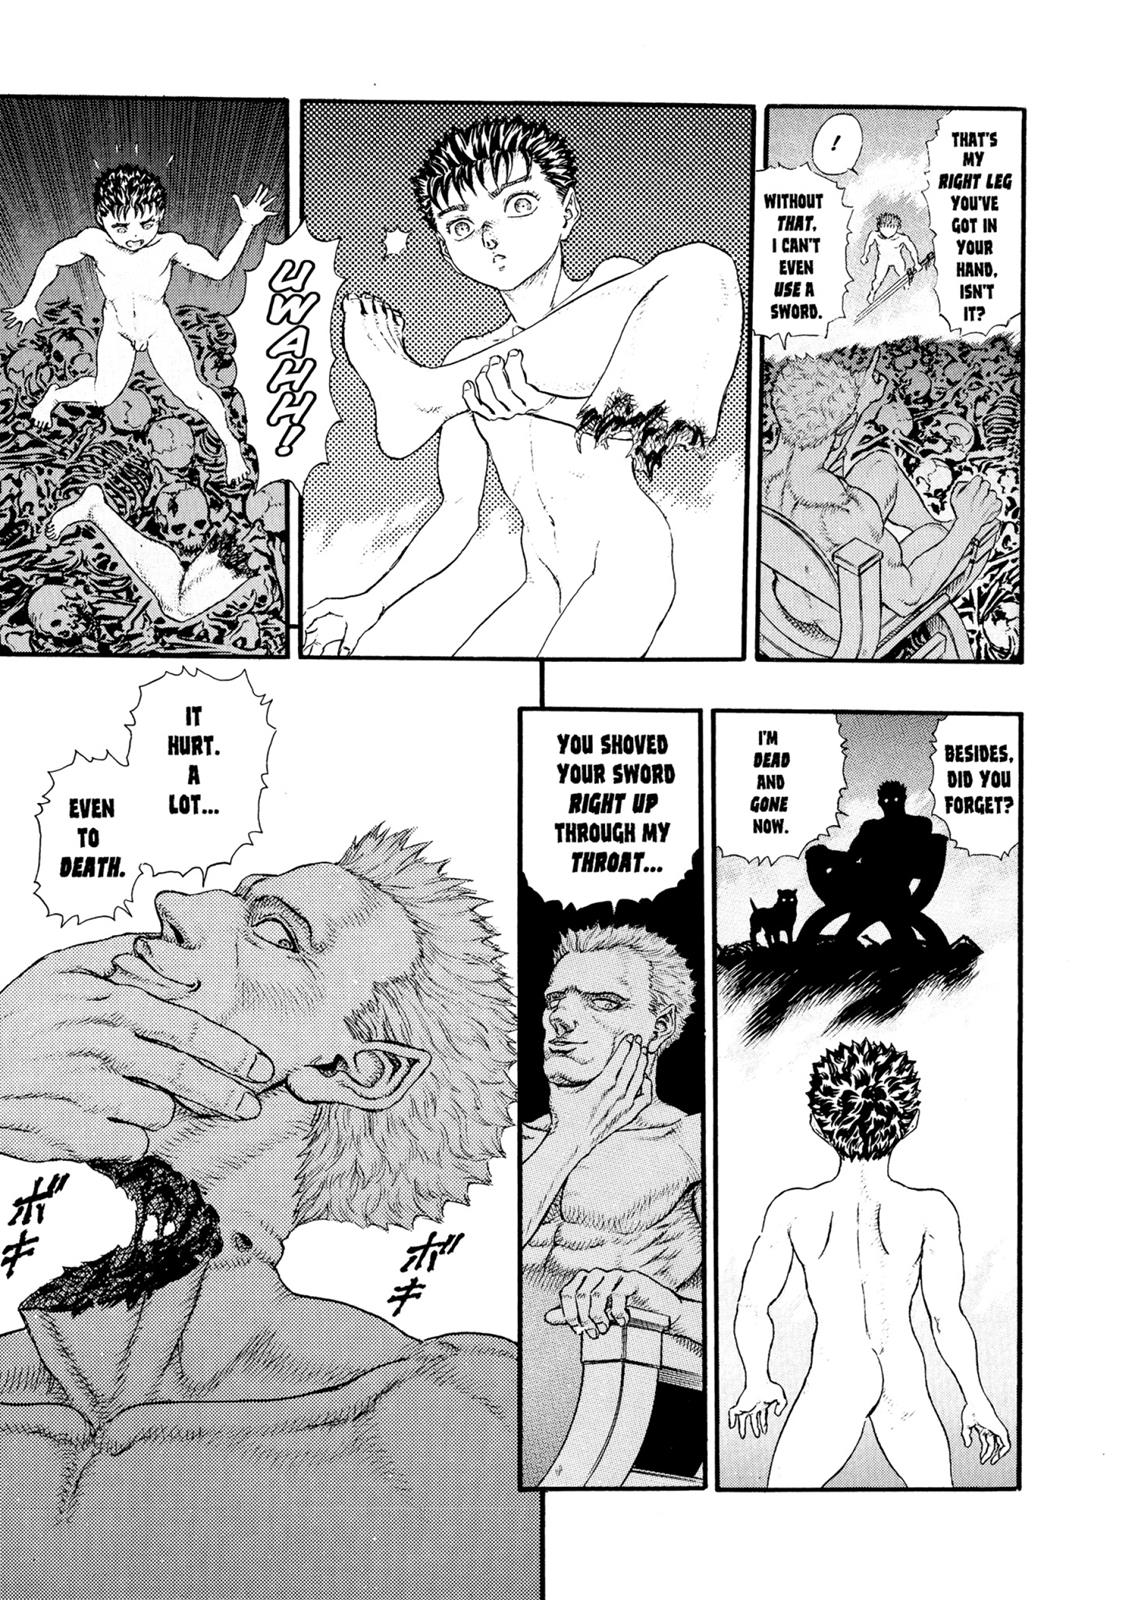 THAT'S
MY
RIGHT LEG
YOU'VE
GOT IN
YOUR
HAND,
ISN'T
IT?
!
WITHOUT
THAT,
I CAN'T
EVEN
USE A
SWORD.
UWAHH!
BESIDES,
DID YOU
FORGET?
I'M
DEAD
AND
GONE
NOW.
YOU SHOVED
YOUR SWORD
RIGHT UP
THROUGH MY
THROAT...
IT
HURT.
A
LOT...
EVEN
TO
DEATH.
ボキ
ボキ